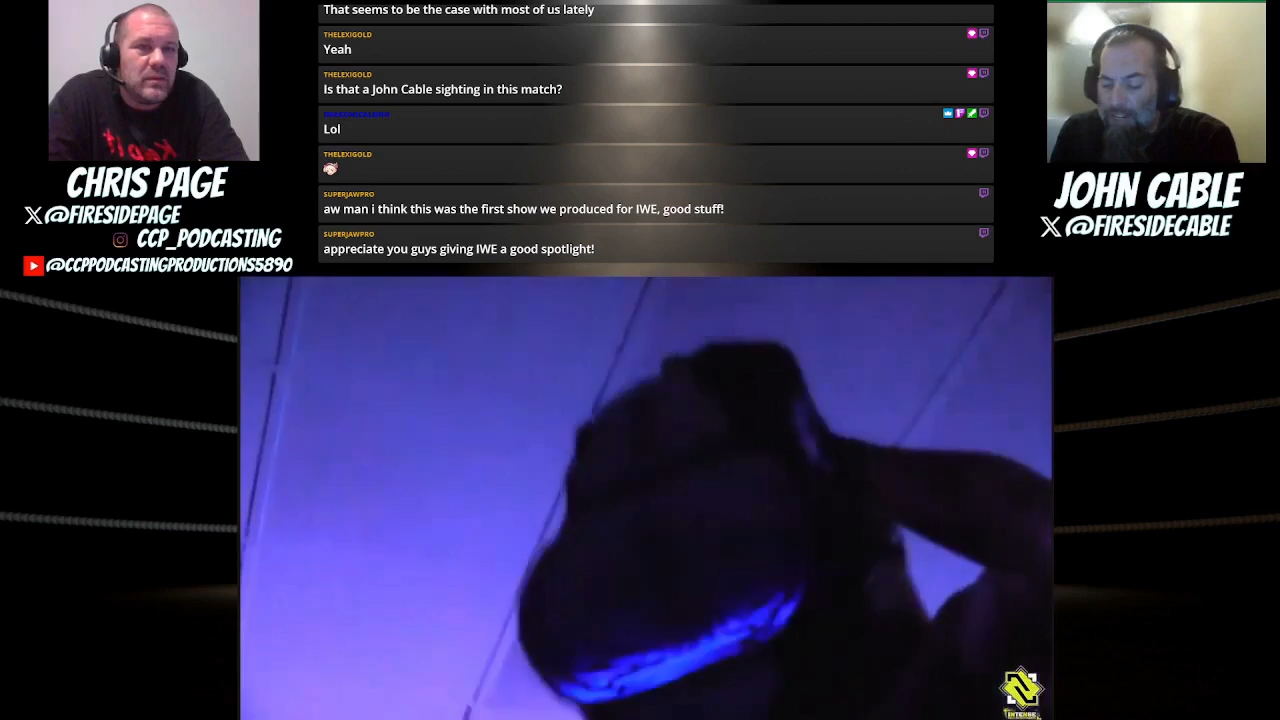 That seems to be the case with most of us lately
THELEXIGOLD
Yeah
THELEXIGOLD
Is that a John Cable sighting in this match?
Lol
THELEXIGOLD
SUPERJAWPRO
aw man i think this was the first show we produced for IWE, good stuff!
SUPERJAWPRO
appreciate you guys giving IWE a good spotlight!
CHRIS PAGE
@FIRESIDEPAGE
CCP_PODCASTING
@CCPPODCASTINGPRODUCTIONS5890
JOHN CABLE
@FIRESIDECABLE
INTENSE